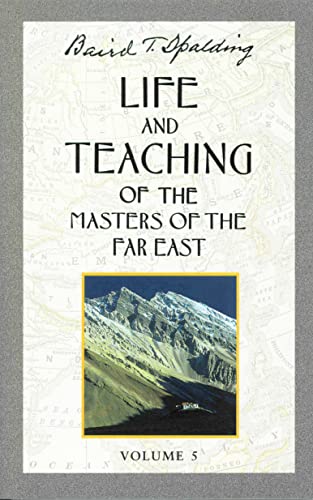 Baird T. Spalding
LIFE
AND
TEACHING
OF THE
MASTERS OF THE
FAR EAST
VOLUME 5